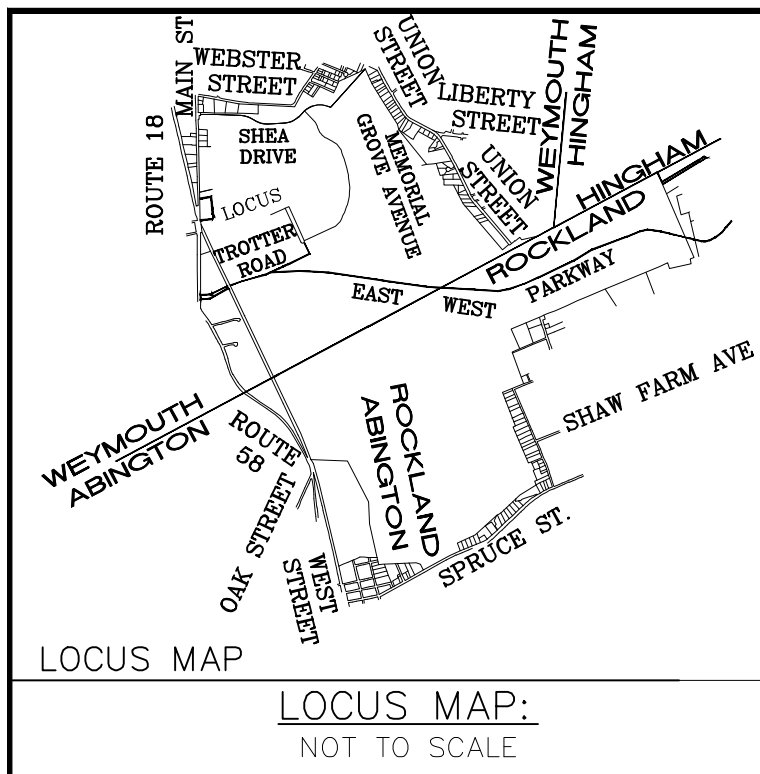 MAIN ST
ROUTE 18
WEBSTER
STREET
UNION
STREET
LIBERTY
STREET
WEYMOUTH
HINGHAM
SHEA
DRIVE
MEMORIAL
GROVE AVENUE
UNION
STREET
HINGHAM
ROCKLAND
LOCUS
TROTTER
ROAD
EAST WEST PARKWAY
WEYMOUTH
ABINGTON
ROUTE
58
ROCKLAND
ABINGTON
SHAW FARM AVE
OAK STREET
WEST
STREET
SPRUCE ST.
LOCUS MAP
LOCUS MAP:
NOT TO SCALE